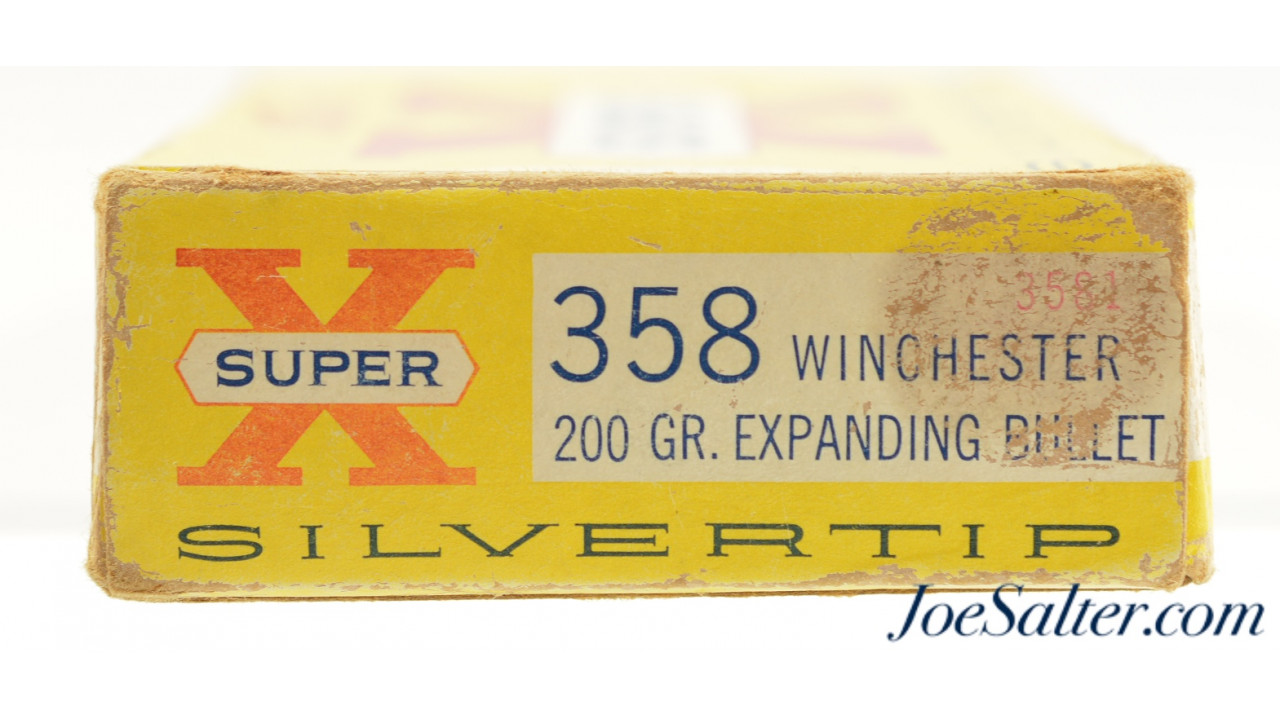 X
SUPER
3581
358 WINCHESTER
200 GR. EXPANDING BULLET
SILVERTIP
JoeSalter.com